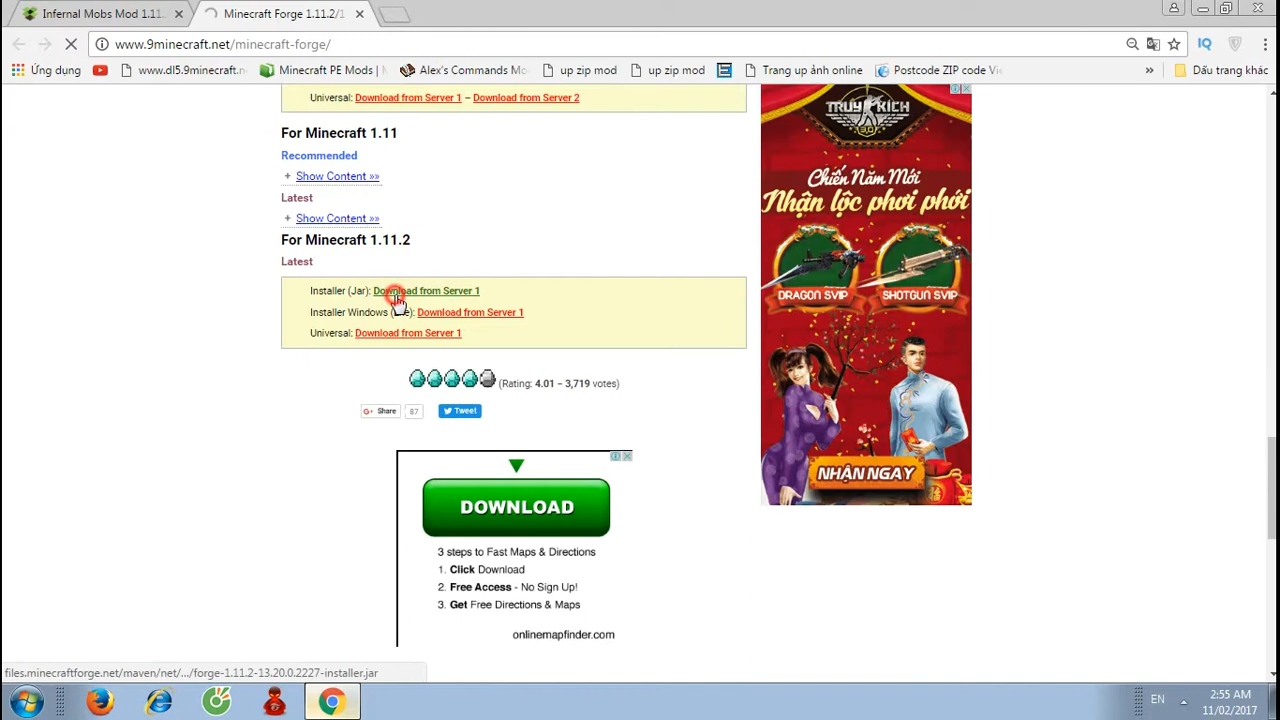 Infernal Mobs Mod 1.11.
Minecraft Forge 1.11.2/1
www.9minecraft.net/minecraft-forge/
Ứng dụng
www.dl5.9minecraft.n
Minecraft PE Mods |
Alex's Commands Mo
up zip mod
up zip mod
Trang up ảnh online
Postcode ZIP code Vi
»
Dấu trang khác
Universal: Download from Server 1 – Download from Server 2
For Minecraft 1.11
Recommended
+ Show Content »»
Latest
+ Show Content »»
For Minecraft 1.11.2
Latest
Installer (Jar): Download from Server 1
Installer Windows Download from Server 1
Universal: Download from Server 1
(Rating: 4.01 – 3,719 votes)
G+ Share
87
Tweet
DOWNLOAD
3 steps to Fast Maps & Directions
1. Click Download
2. Free Access - No Sign Up!
3. Get Free Directions & Maps
onlinemapfinder.com
TRUY KÍCH
3.0
Chiến Năm Mới
Nhận lộc phơi phới
DRAGON SVIP
SHOTGUN SVIP
NHẬN NGAY
files.minecraftforge.net/maven/net/.../forge-1.11.2-13.20.0.2227-installer.jar
EN
2:55 AM
11/02/2017